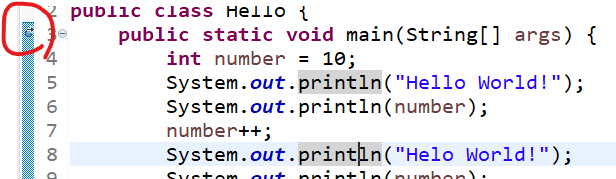 2 public class Hello {
3 public static void main(String[] args) {
4 int number = 10;
5 System.out.println("Hello World!");
6 System.out.println(number);
7 number++;
8 System.out.println("Helo World!");
9 System.out.println(number);